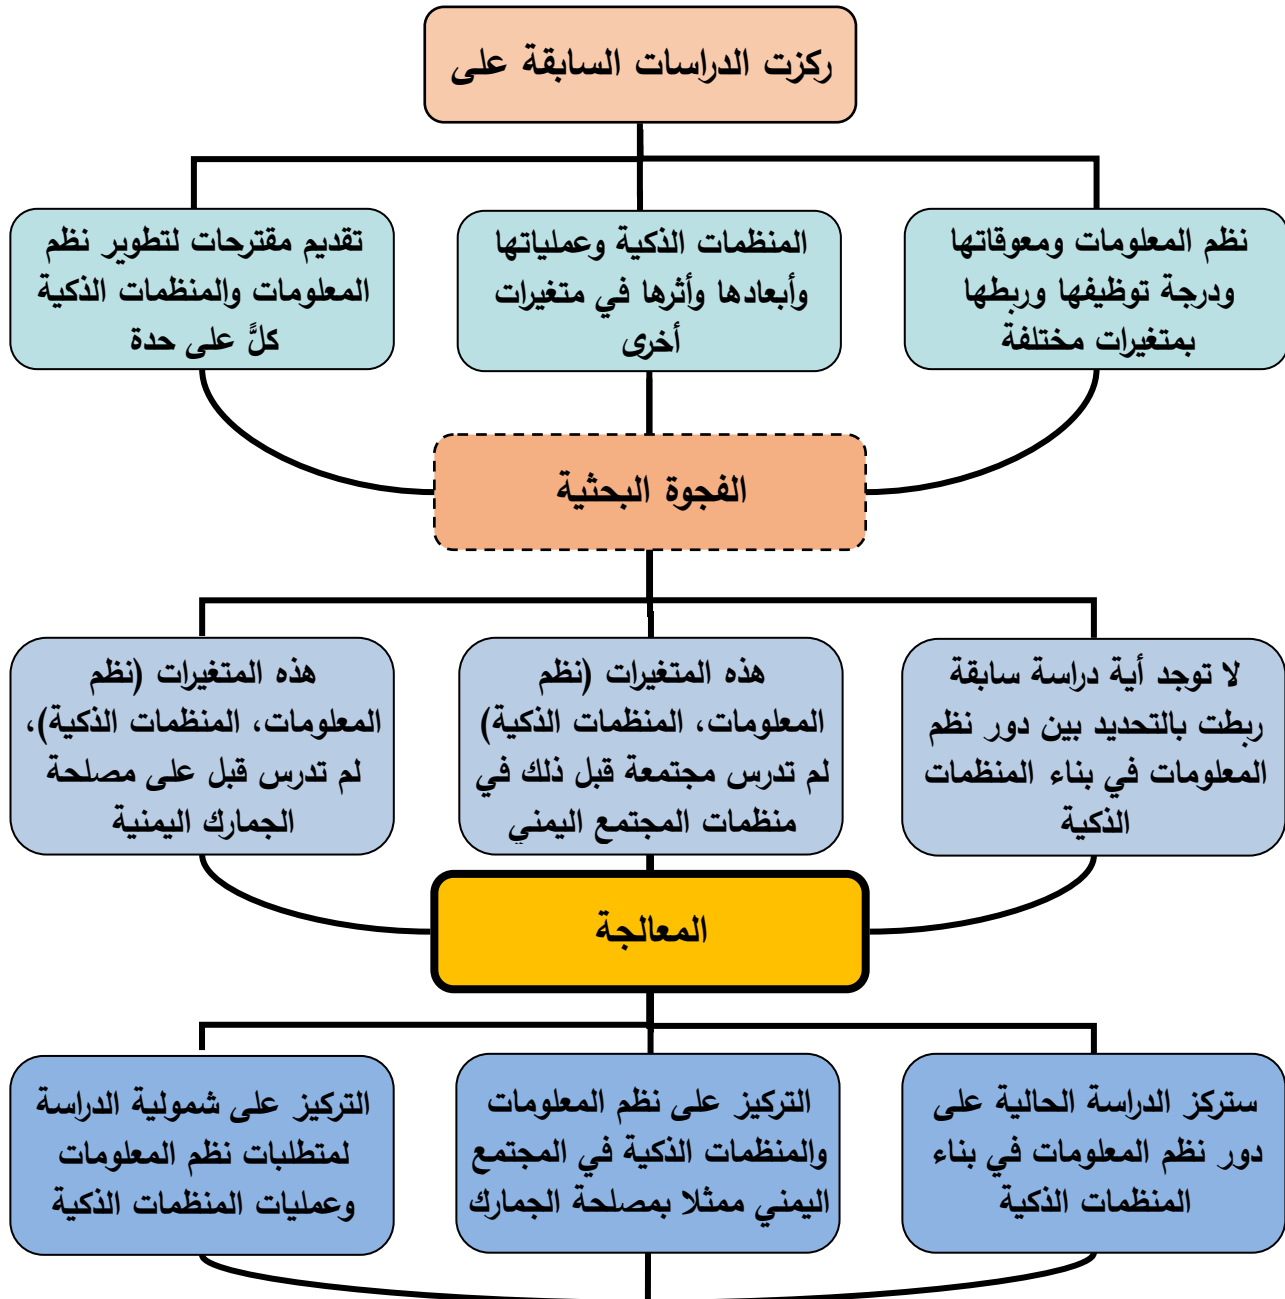 ركزت الدراسات السابقة على
نظم المعلومات ومعوقاتها
ودرجة توظيفها وربطها
بمتغيرات مختلفة
المنظمات الذكية وعملياتها
وأبعادها وأثرها في متغيرات
أخرى
تقديم مقترحات لتطوير نظم
المعلومات والمنظمات الذكية
كلَّ على حدة
الفجوة البحثية
لا توجد أية دراسة سابقة
ربطت بالتحديد بين دور نظم
المعلومات في بناء المنظمات
الذكية
هذه المتغيرات (نظم
المعلومات، المنظمات الذكية)
لم تدرس مجتمعة قبل ذلك في
منظمات المجتمع اليمني
هذه المتغيرات (نظم
المعلومات، المنظمات الذكية)،
لم تدرس قبل على مصلحة
الجمارك اليمنية
المعالجة
ستركز الدراسة الحالية على
دور نظم المعلومات في بناء
المنظمات الذكية
التركيز على نظم المعلومات
والمنظمات الذكية في المجتمع
اليمني ممثلا بمصلحة الجمارك
التركيز على شمولية الدراسة
لمتطلبات نظم المعلومات
وعمليات المنظمات الذكية